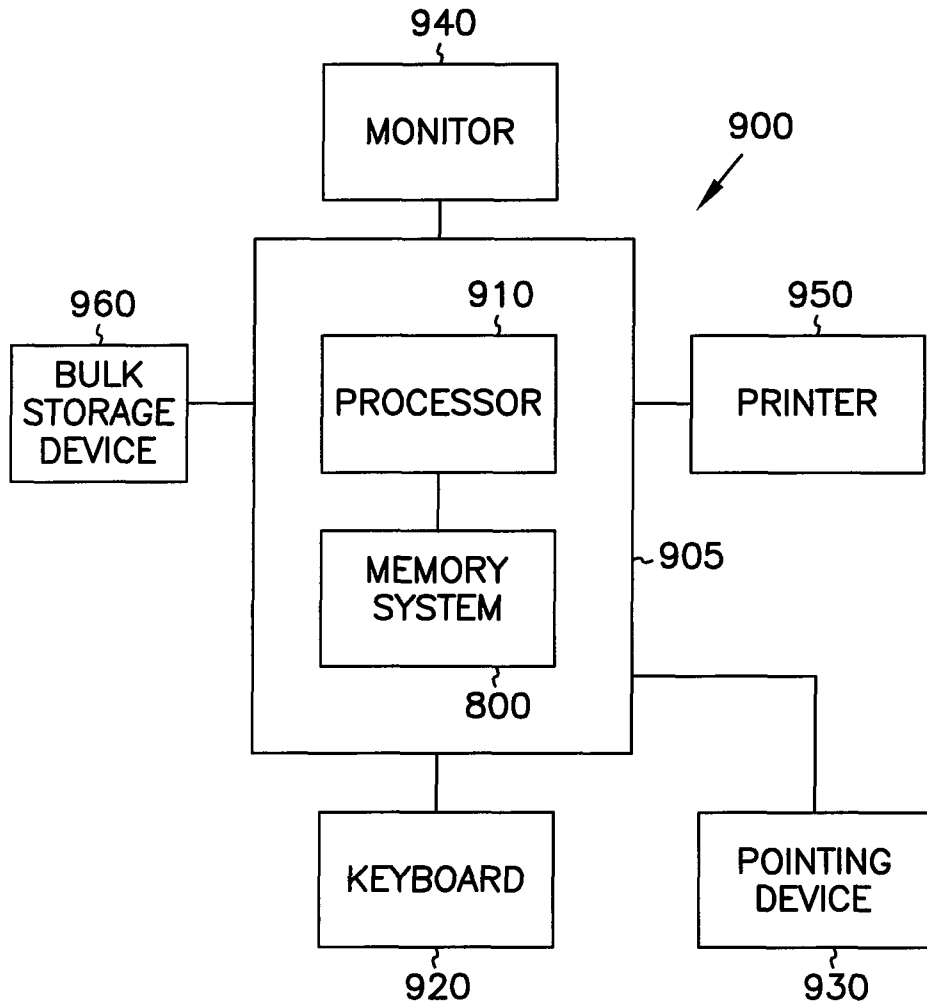 940
MONITOR
900
960
BULK
STORAGE
DEVICE
910
PROCESSOR
950
PRINTER
MEMORY
SYSTEM
905
800
KEYBOARD
920
POINTING
DEVICE
930